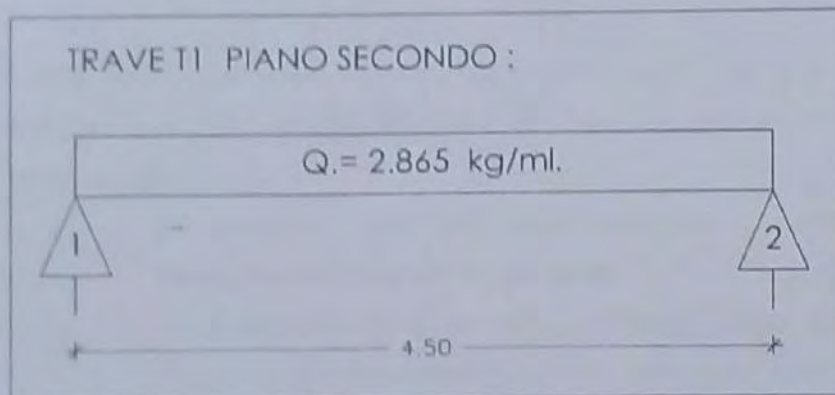 TRAVE T1 PIANO SECONDO :
Q.= 2.865 kg/ml.
1
2
4.50